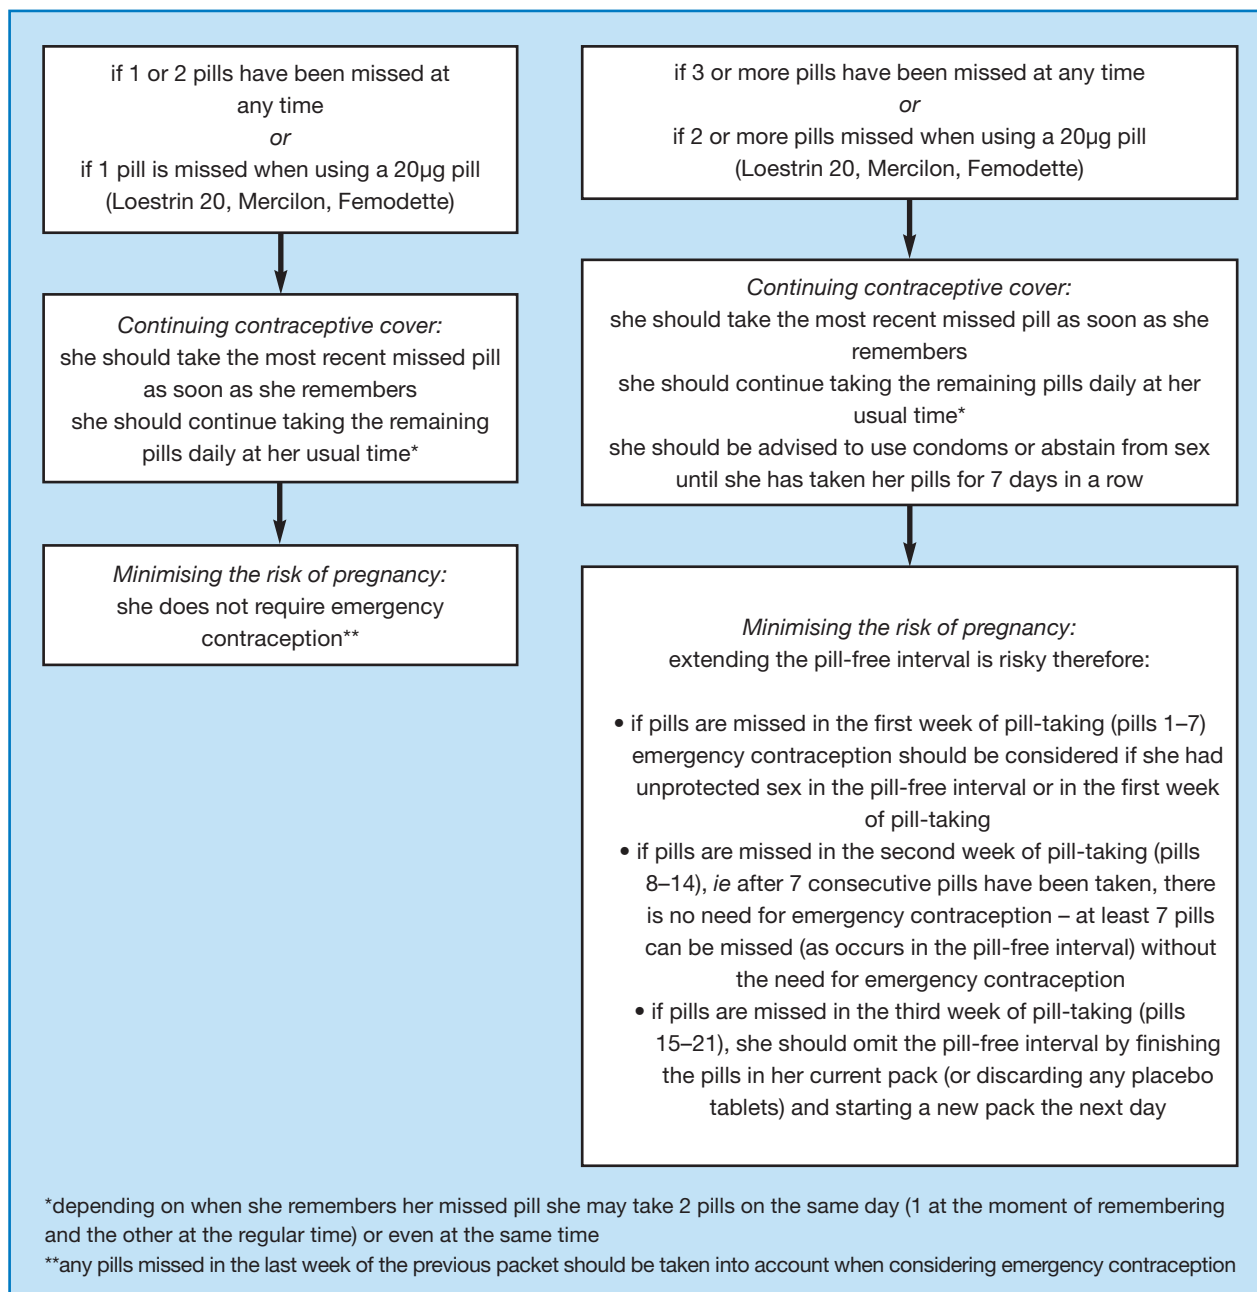 if 1 or 2 pills have been missed at
any time
or
if 1 pill is missed when using a 20µg pill
(Loestrin 20, Mercilon, Femodette)
Continuing contraceptive cover:
she should take the most recent missed pill
as soon as she remembers
she should continue taking the remaining
pills daily at her usual time*
Minimising the risk of pregnancy:
she does not require emergency
contraception**
if 3 or more pills have been missed at any time
or
if 2 or more pills missed when using a 20µg pill
(Loestrin 20, Mercilon, Femodette)
Continuing contraceptive cover:
she should take the most recent missed pill as soon as she
remembers
she should continue taking the remaining pills daily at her
usual time*
she should be advised to use condoms or abstain from sex
until she has taken her pills for 7 days in a row
Minimising the risk of pregnancy:
extending the pill-free interval is risky therefore:
• if pills are missed in the first week of pill-taking (pills 1–7)
emergency contraception should be considered if she had
unprotected sex in the pill-free interval or in the first week
of pill-taking
• if pills are missed in the second week of pill-taking (pills
8–14), ie after 7 consecutive pills have been taken, there
is no need for emergency contraception – at least 7 pills
can be missed (as occurs in the pill-free interval) without
the need for emergency contraception
• if pills are missed in the third week of pill-taking (pills
15–21), she should omit the pill-free interval by finishing
the pills in her current pack (or discarding any placebo
tablets) and starting a new pack the next day
*depending on when she remembers her missed pill she may take 2 pills on the same day (1 at the moment of remembering
and the other at the regular time) or even at the same time
**any pills missed in the last week of the previous packet should be taken into account when considering emergency contraception